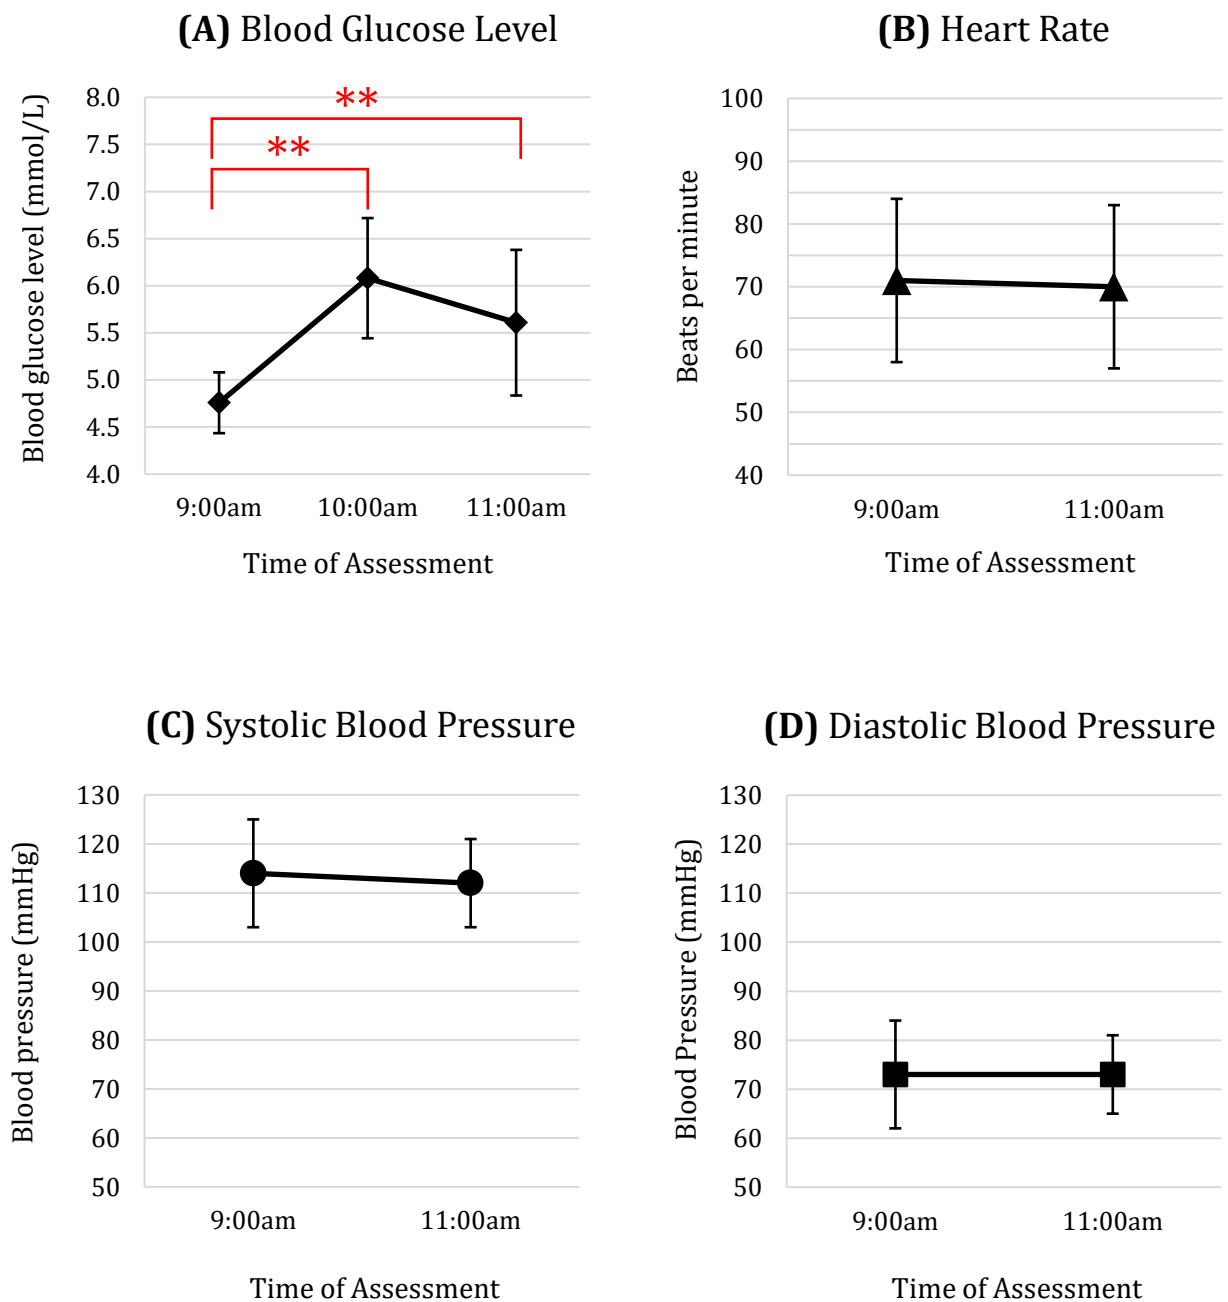 (A) Blood Glucose Level
Blood glucose level (mmol/L)
8.0
7.5
7.0
6.5
6.0
5.5
5.0
4.5
4.0
**
**
9:00am 10:00am 11:00am
Time of Assessment
(B) Heart Rate
Beats per minute
100
90
80
70
60
50
40
9:00am 11:00am
Time of Assessment
(C) Systolic Blood Pressure
Blood pressure (mmHg)
130
120
110
100
90
80
70
60
50
9:00am 11:00am
Time of Assessment
(D) Diastolic Blood Pressure
Blood Pressure (mmHg)
130
120
110
100
90
80
70
60
50
9:00am 11:00am
Time of Assessment